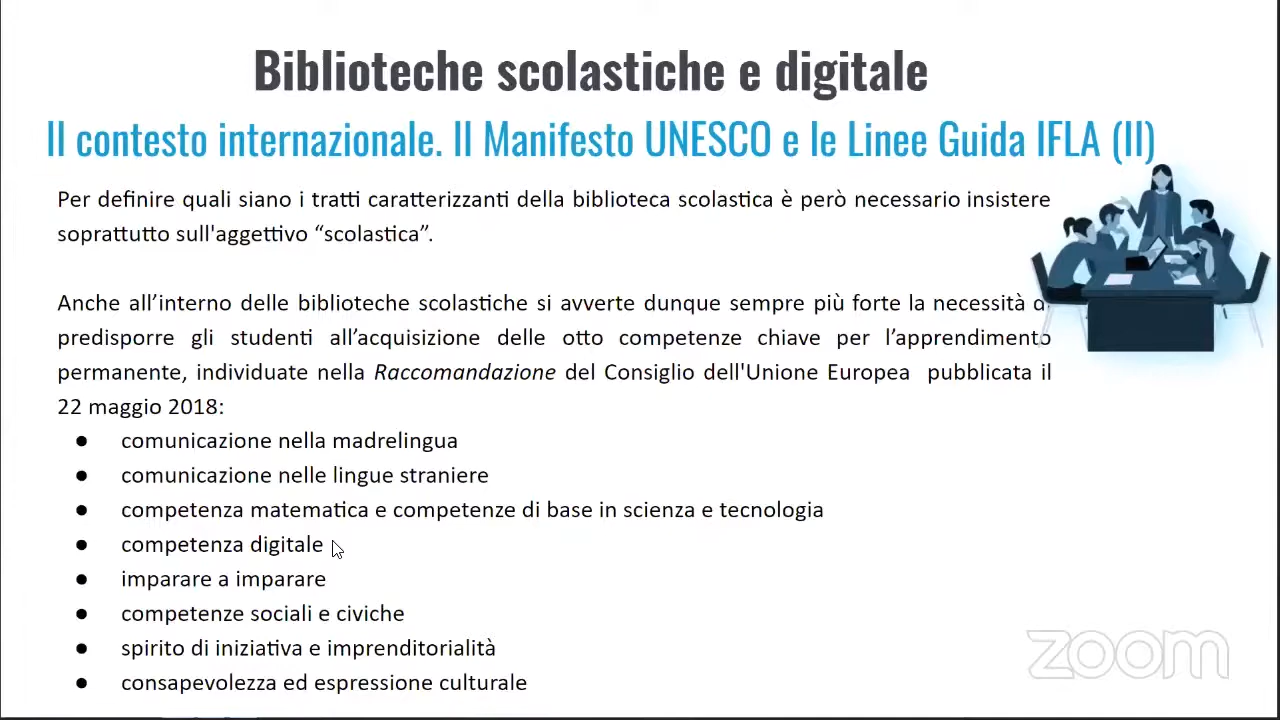 Biblioteche scolastiche e digitale
Il contesto internazionale. Il Manifesto UNESCO e le Linee Guida IFLA (II)
Per definire quali siano i tratti caratterizzanti della biblioteca scolastica è però necessario insistere
soprattutto sull'aggettivo “scolastica”.
Anche all’interno delle biblioteche scolastiche si avverte dunque sempre più forte la necessità
predisporre gli studenti all’acquisizione delle otto competenze chiave per l’apprendimento
permanente, individuate nella Raccomandazione del Consiglio dell'Unione Europea pubblicata il
22 maggio 2018:
● comunicazione nella madrelingua
● comunicazione nelle lingue straniere
● competenza matematica e competenze di base in scienza e tecnologia
● competenza digitale
● imparare a imparare
● competenze sociali e civiche
● spirito di iniziativa e imprenditorialità
● consapevolezza ed espressione culturale
zoom